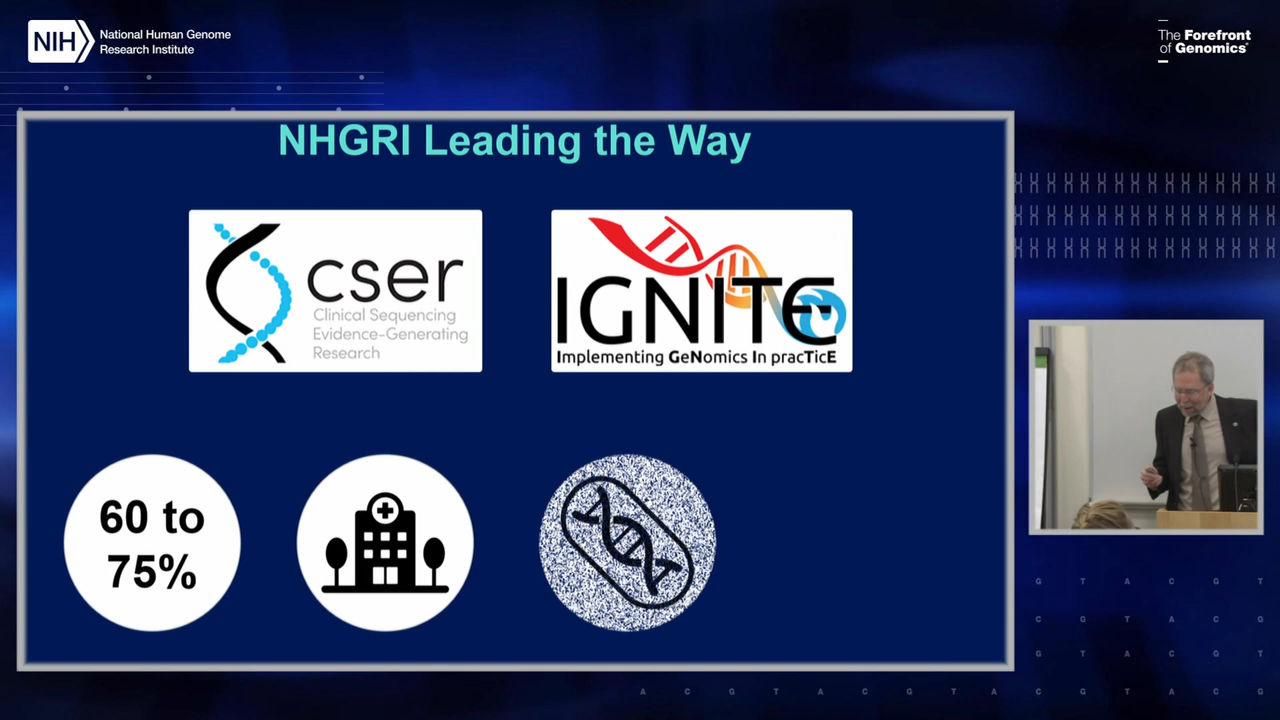 NIH
National Human Genome
Research Institute
The Forefront
of Genomics®
NHGRI Leading the Way
cser
Clinical Sequencing
Evidence-Generating
Research
IGNITE
Implementing GeNomics In pracTicE
60 to
75%
G T A C G T
C G T A C G
G T A C G T
A C G T A C G T A C G T A C G